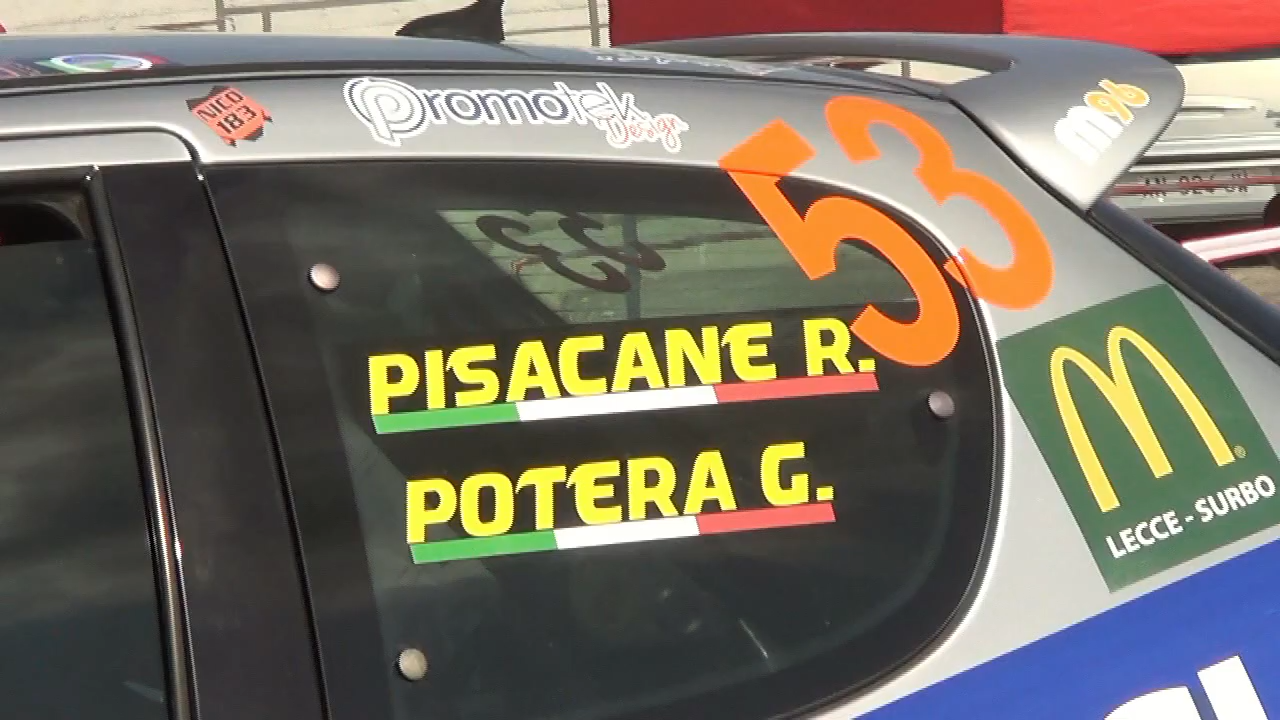 NICO
183
Promotek
Design
53
m96
PISACANE R.
POTERA G.
LECCE - SURBO